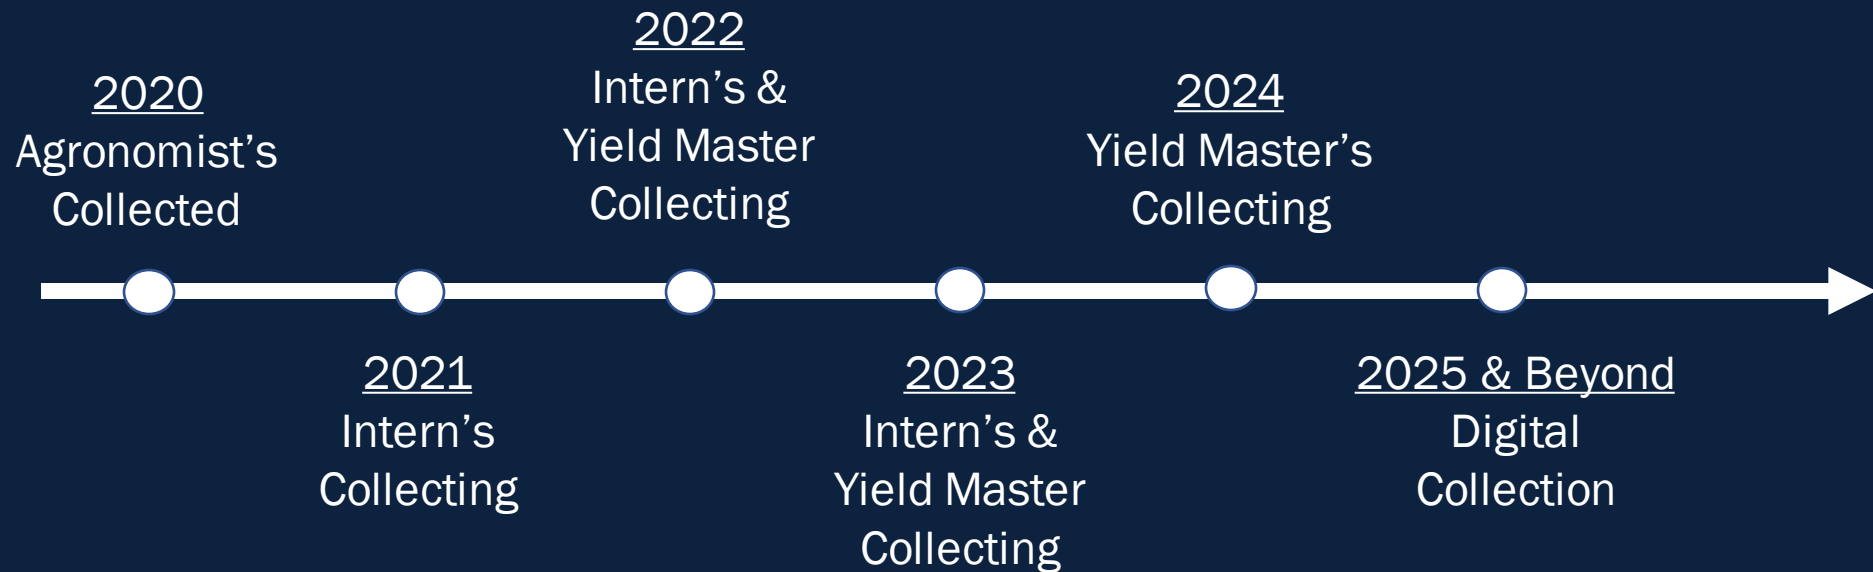 2020
Agronomist’s
Collected
2021
Intern’s
Collecting
2022
Intern’s &
Yield Master
Collecting
2023
Intern’s &
Yield Master
Collecting
2024
Yield Master’s
Collecting
2025 & Beyond
Digital
Collection